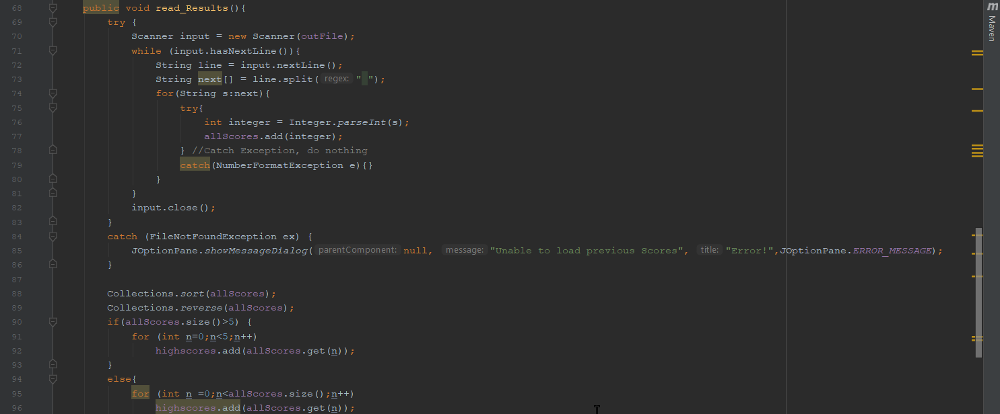 68 public void read_Results(){
69 try {
70 Scanner input = new Scanner(outFile);
71 while (input.hasNextLine()){
72 String line = input.nextLine();
73 String next[] = line.split( regex: " ");
74 for(String s:next){
75 try{
76 int integer = Integer.parseInt(s);
77 allScores.add(integer);
78 } //Catch Exception, do nothing
79 catch(NumberFormatException e){}
80 }
81 }
82 input.close();
83 }
84 catch (FileNotFoundException ex) {
85 JOptionPane.showMessageDialog( parentComponent: null, message: "Unable to load previous Scores", title: "Error!",JOptionPane.ERROR_MESSAGE);
86 }
87
88 Collections.sort(allScores);
89 Collections.reverse(allScores);
90 if(allScores.size()>5) {
91 for (int n=0;n<5;n++)
92 highscores.add(allScores.get(n));
93 }
94 else{
95 for (int n =0;n<allScores.size();n++)
96 highscores.add(allScores.get(n));
m
Maven